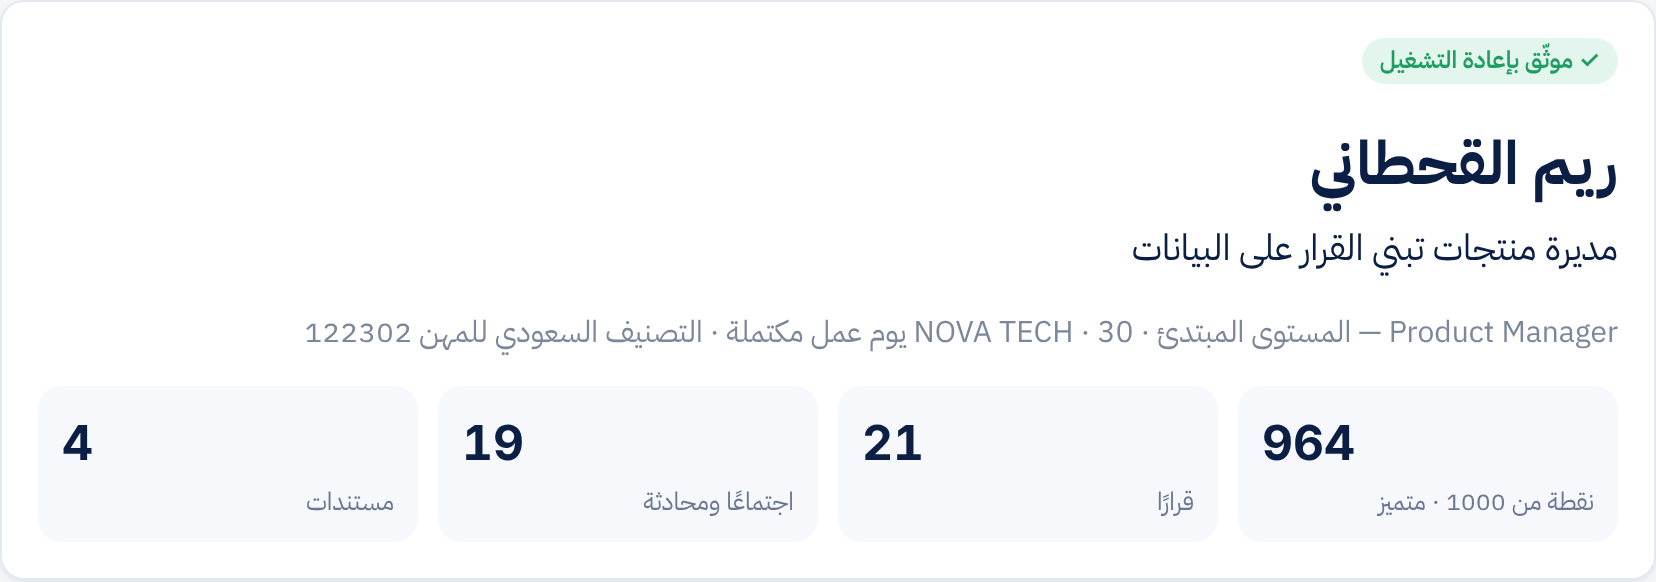 ✓ موثّق بإعادة التشغيل
ريم القحطاني
مديرة منتجات تبني القرار على البيانات
Product Manager — المستوى المبتدئ · NOVA TECH · 30 يوم عمل مكتملة · التصنيف السعودي للمهن 122302
964
نقطة من 1000 · متميز
21
قرارًا
19
اجتماعًا ومحادثة
4
مستندات